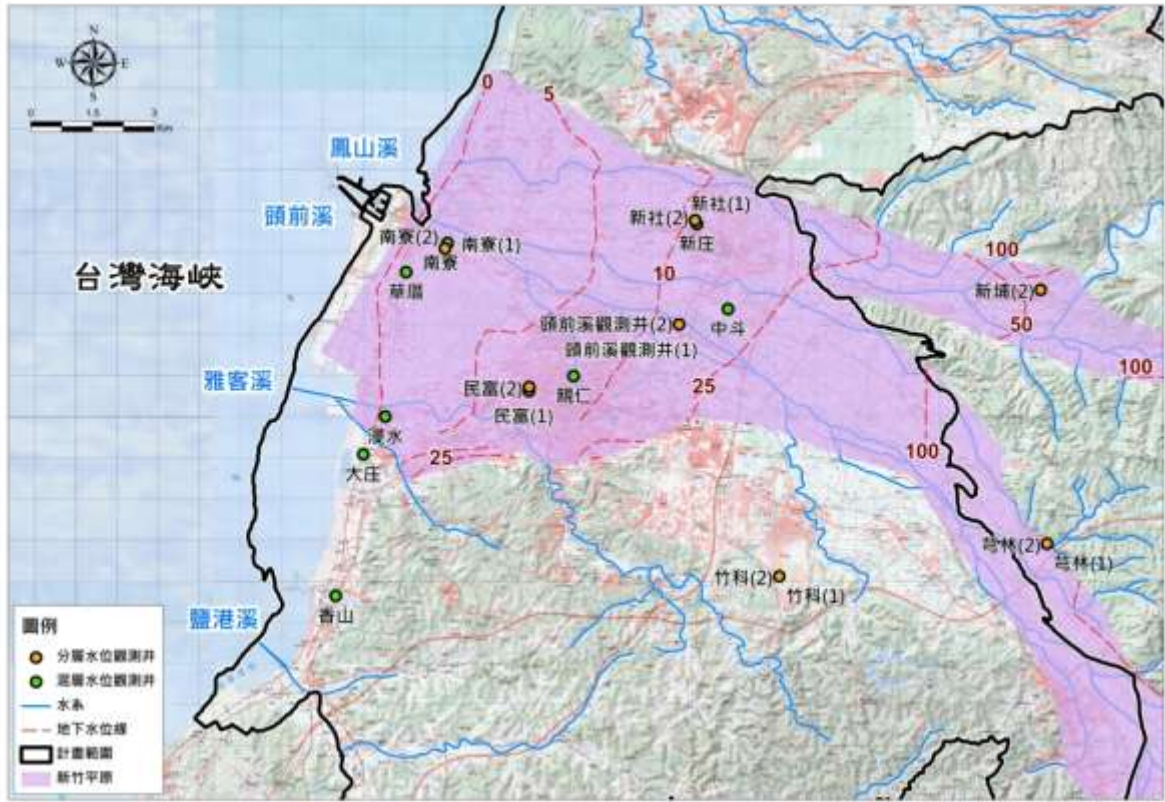 N
W
E
S
0
1.5
3
Km
0
5
鳳山溪
頭前溪
新社(1)
新社(2)
新庄
南寮(2)
南寮(1)
南寮
台灣海峽
華厝
10
100
新埔(2)
50
頭前溪觀測井(2)
中斗
頭前溪觀測井(1)
100
雅客溪
民富(2)
親仁
25
民富(1)
浸水
大庄
25
100
芎林(2)
芎林(1)
竹科(2)
竹科(1)
香山
鹽港溪
圖例
分層水位觀測井
混層水位觀測井
水系
地下水位線
計畫範圍
新竹平原